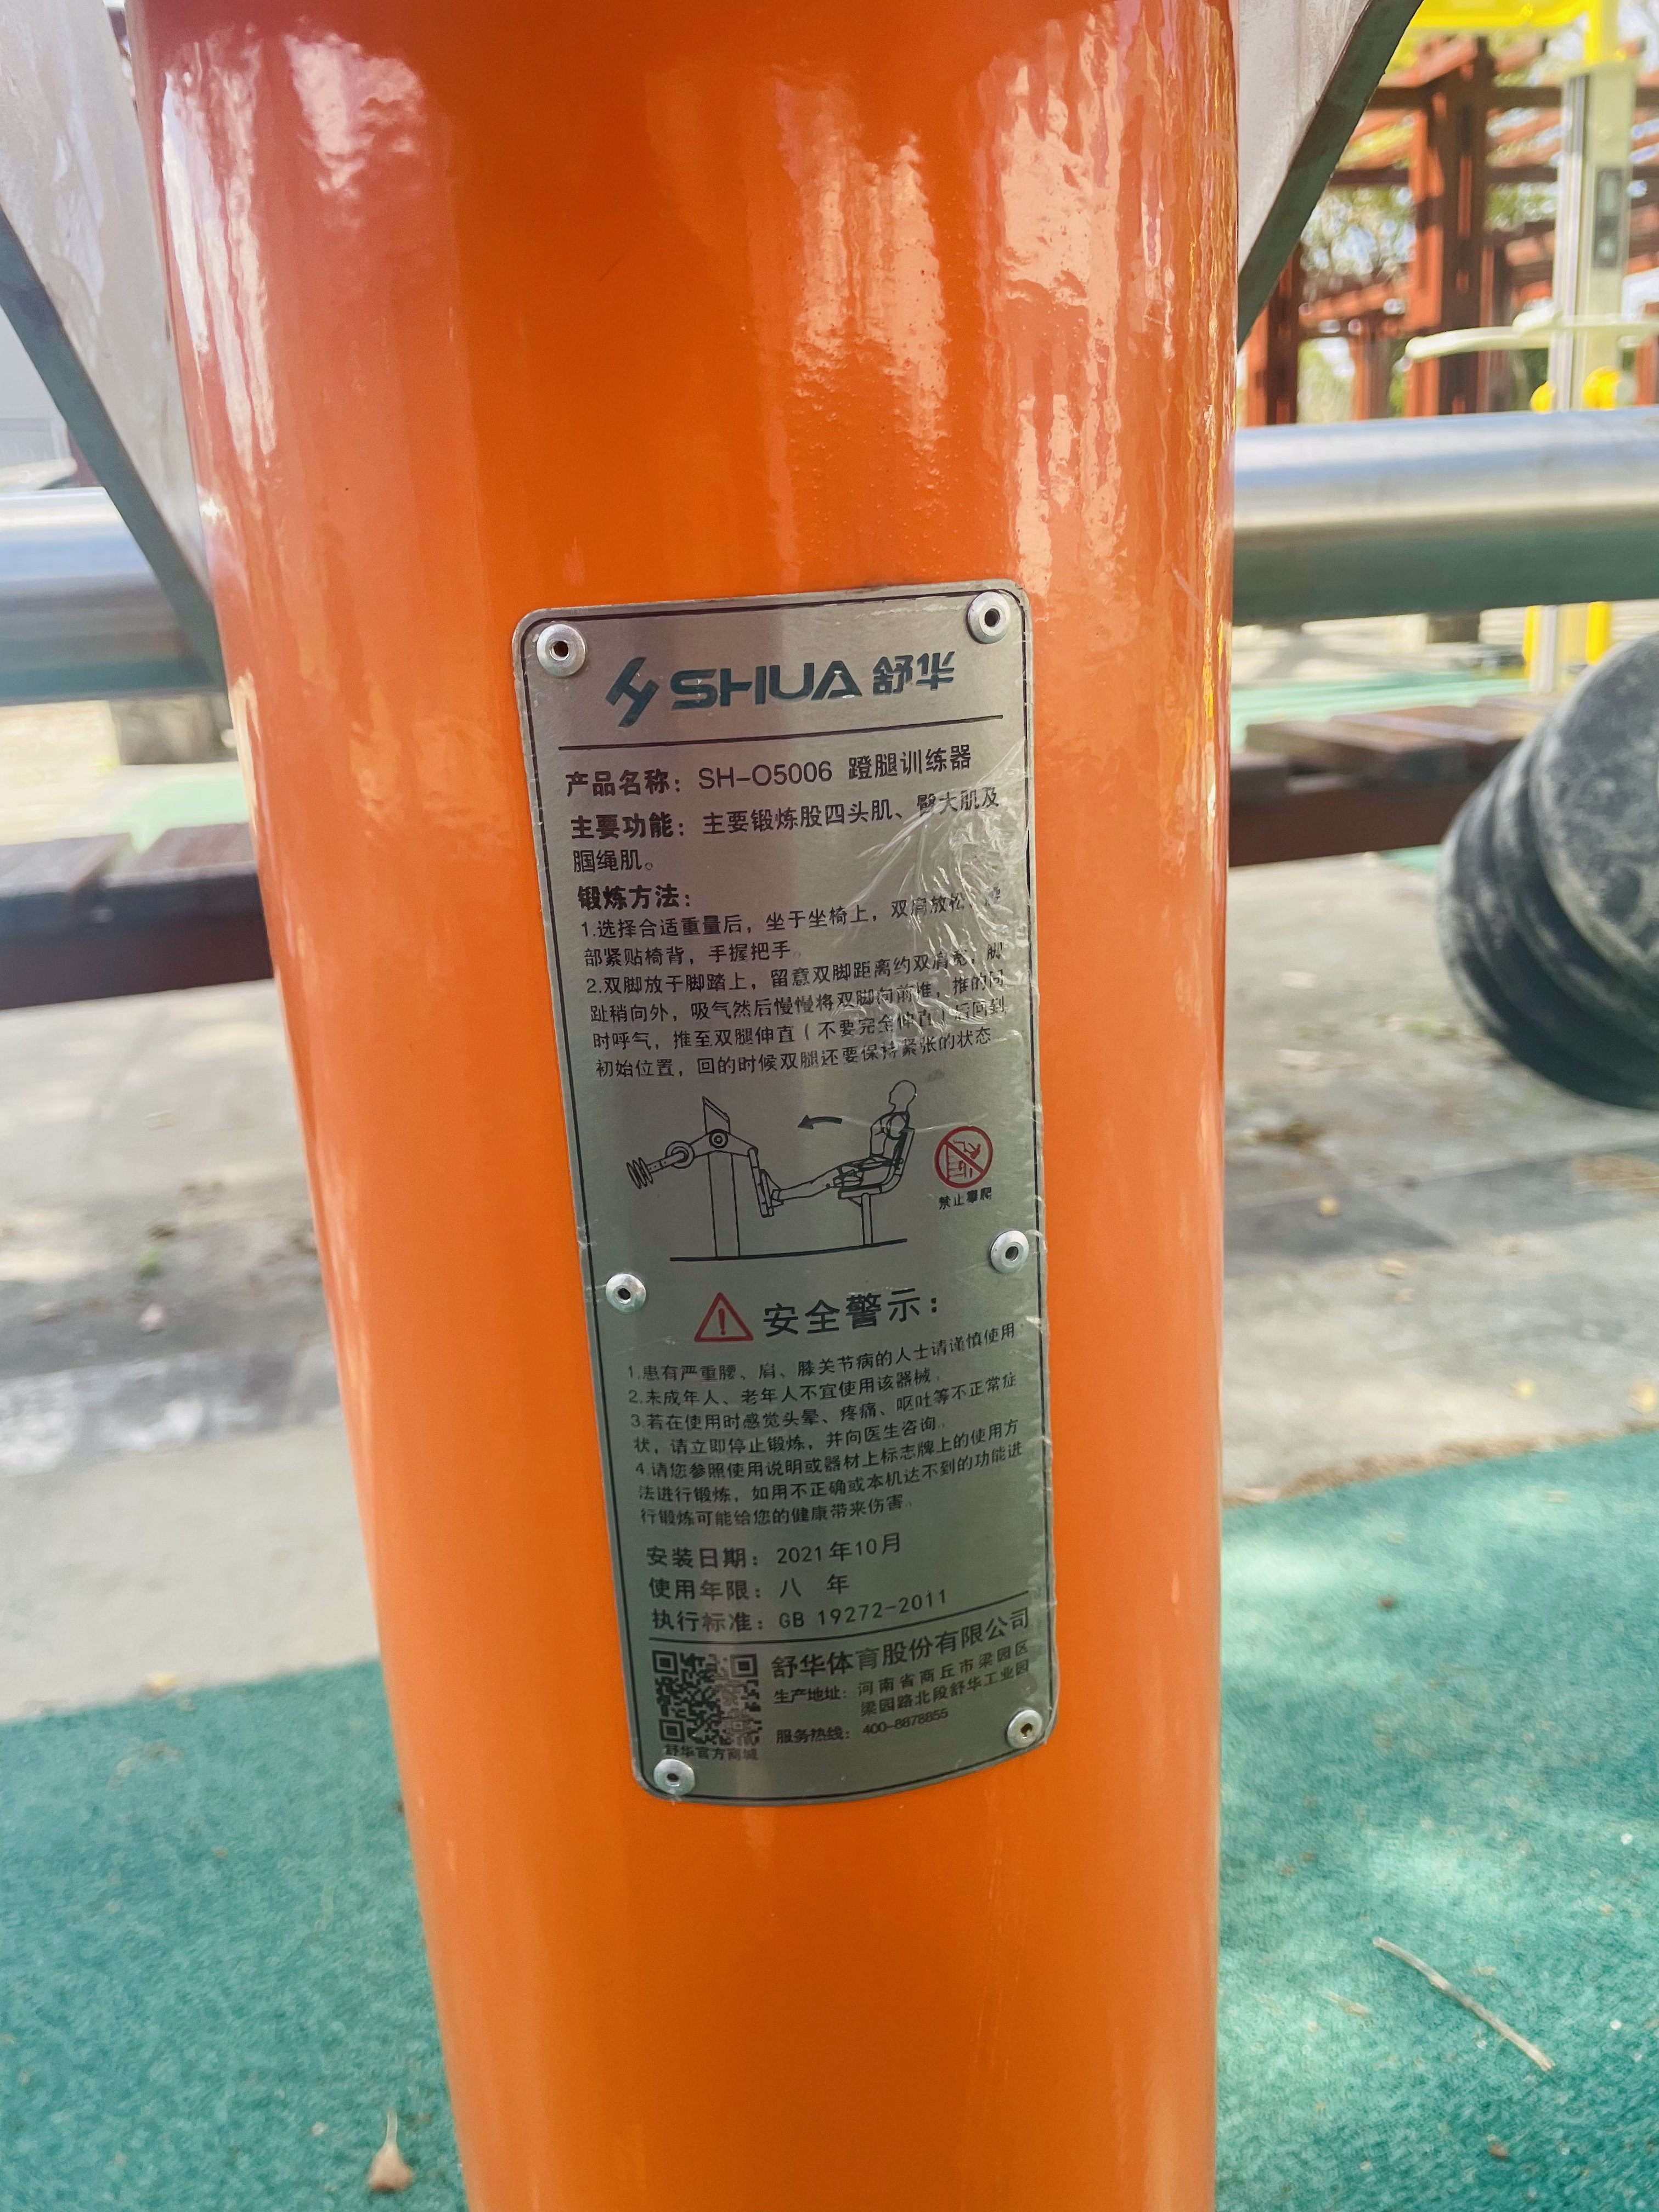 SHUA 舒华
产品名称：SH-O5006 蹬腿训练器
主要功能：主要锻炼股四头肌、臀大肌及
腘绳肌。
锻炼方法：
1.选择合适重量后，坐于坐椅上，双肩放松，
部紧贴椅背，手握把手。
2.双脚放于脚踏上，留意双脚距离约双肩宽，脚
趾稍向外，吸气然后慢慢将双脚向前推，推的同
时呼气，推至双腿伸直（不要完全伸直）后回到
初始位置，回的时候双腿还要保持紧张的状态
禁止攀爬
安全警示：
1.患有严重腰、肩、膝关节病的人士请谨慎使用
2.未成年人、老年人不宜使用该器械。
3.若在使用时感觉头晕、疼痛、呕吐等不正常症
状，请立即停止锻炼，并向医生咨询。
4.请您参照使用说明或器材上标志牌上的使用方
法进行锻炼，如用不正确或本机达不到的功能进
行锻炼可能给您的健康带来伤害。
安装日期：2021年10月
使用年限：八 年
执行标准：GB 19272-2011
舒华体育股份有限公司
生产地址：河南省商丘市梁园区
梁园路北段舒华工业园
服务热线：400-8878855
舒华官方商城